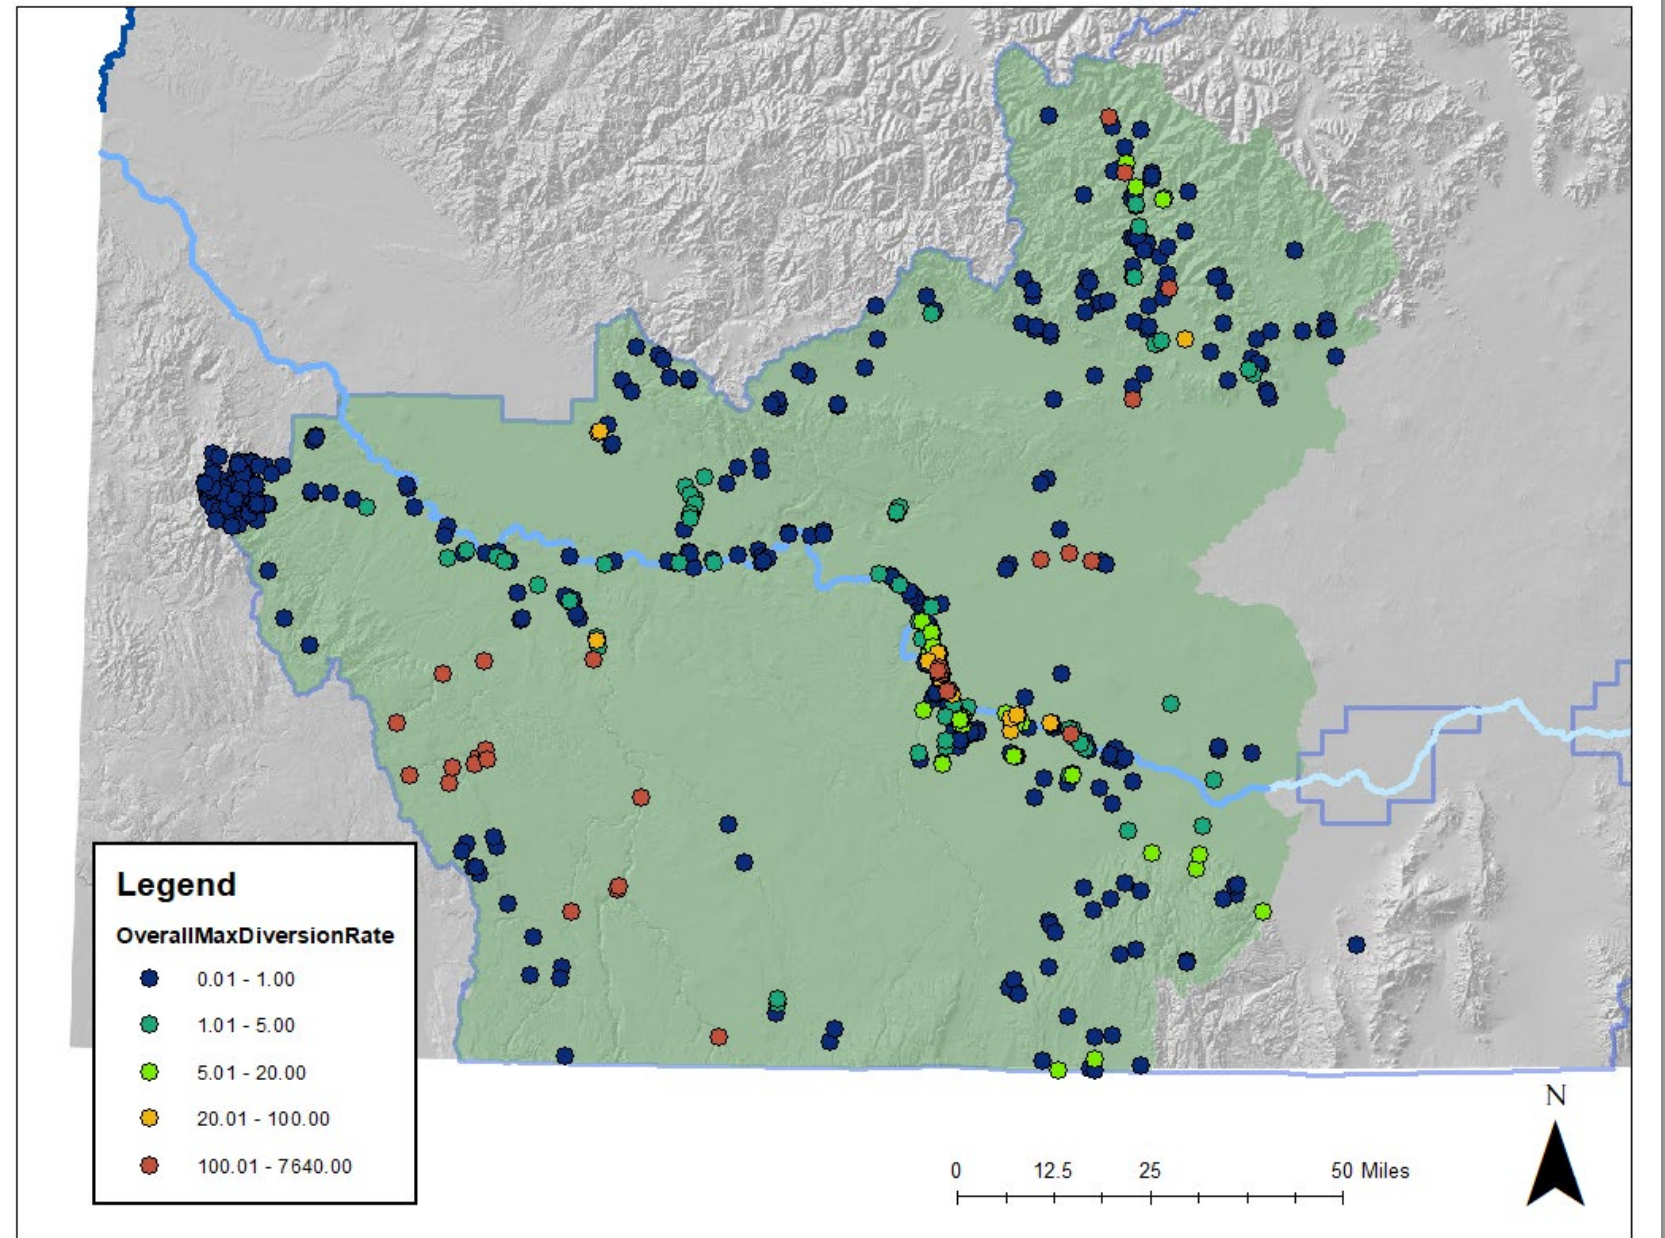 Legend
OverallMaxDiversionRate
0.01 - 1.00
1.01 - 5.00
5.01 - 20.00
20.01 - 100.00
100.01 - 7640.00
N
0 12.5 25 50 Miles